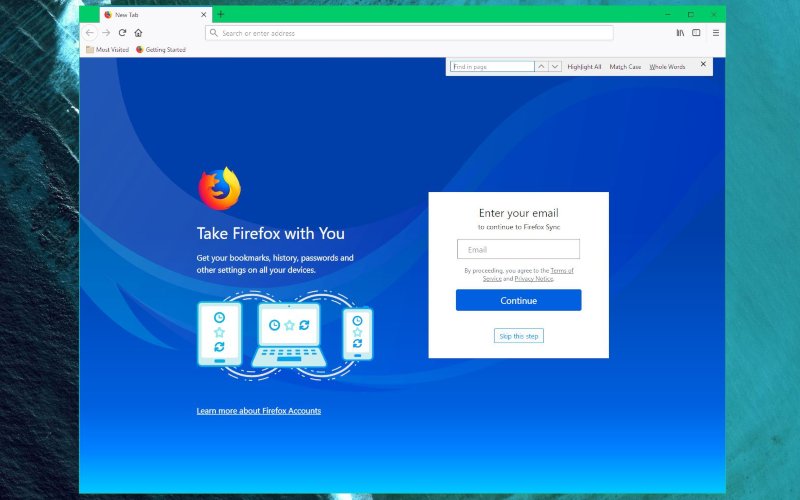 New Tab
Search or enter address
Most Visited
Getting Started
Find in page
Highlight All
Match Case
Whole Words
Take Firefox with You
Get your bookmarks, history, passwords and
other settings on all your devices.
Learn more about Firefox Accounts
Enter your email
to continue to Firefox Sync
Email
By proceeding, you agree to the Terms of
Service and Privacy Notice.
Continue
Skip this step